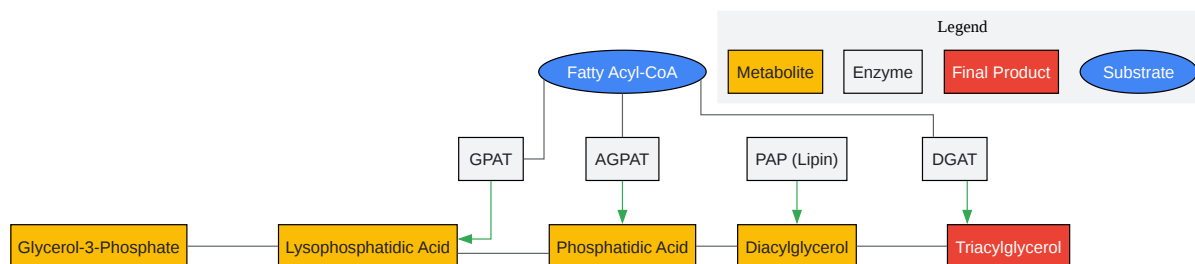 Legend
Metabolite
Enzyme
Final Product
Substrate
Fatty Acyl-CoA
GPAT
AGPAT
PAP (Lipin)
DGAT
Glycerol-3-Phosphate
Lysophosphatidic Acid
Phosphatidic Acid
Diacylglycerol
Triacylglycerol